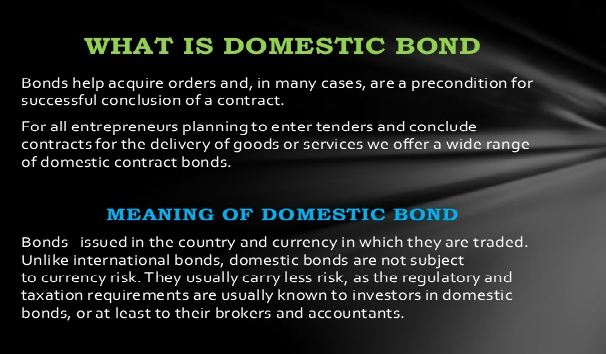 WHAT IS DOMESTIC BOND
Bonds help acquire orders and, in many cases, are a precondition for
successful conclusion of a contract.
For all entrepreneurs planning to enter tenders and conclude
contracts for the delivery of goods or services we offer a wide range
of domestic contract bonds.
MEANING OF DOMESTIC BOND
Bonds issued in the country and currency in which they are traded.
Unlike international bonds, domestic bonds are not subject
to currency risk. They usually carry less risk, as the regulatory and
taxation requirements are usually known to investors in domestic
bonds, or at least to their brokers and accountants.